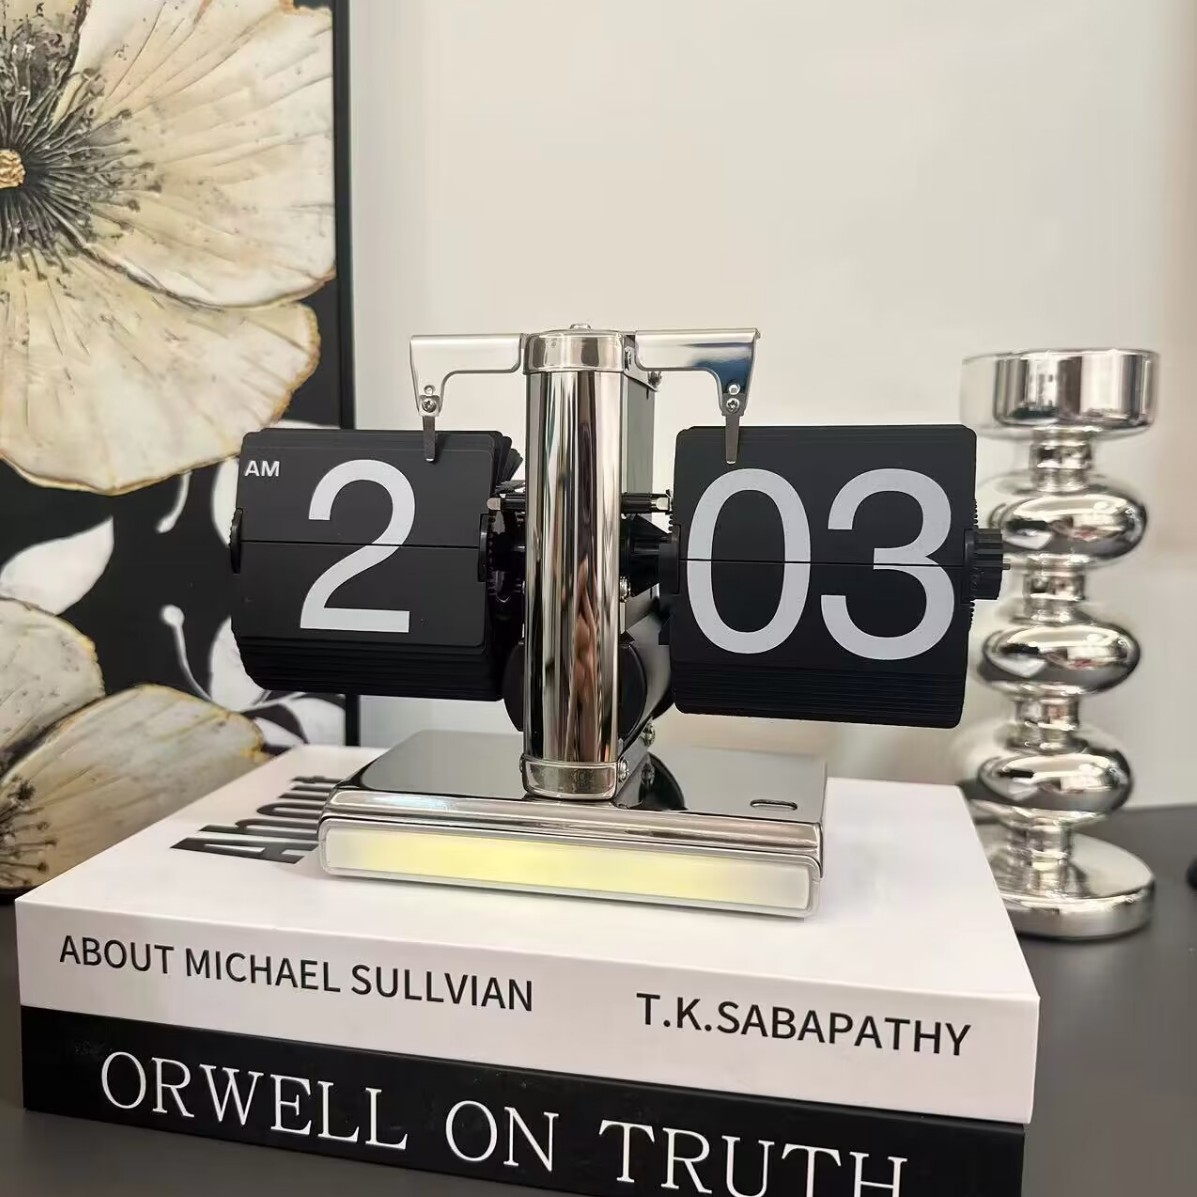 AM
2
03
About
ABOUT MICHAEL SULLVIAN
T.K.SABAPATHY
ORWELL ON TRUTH